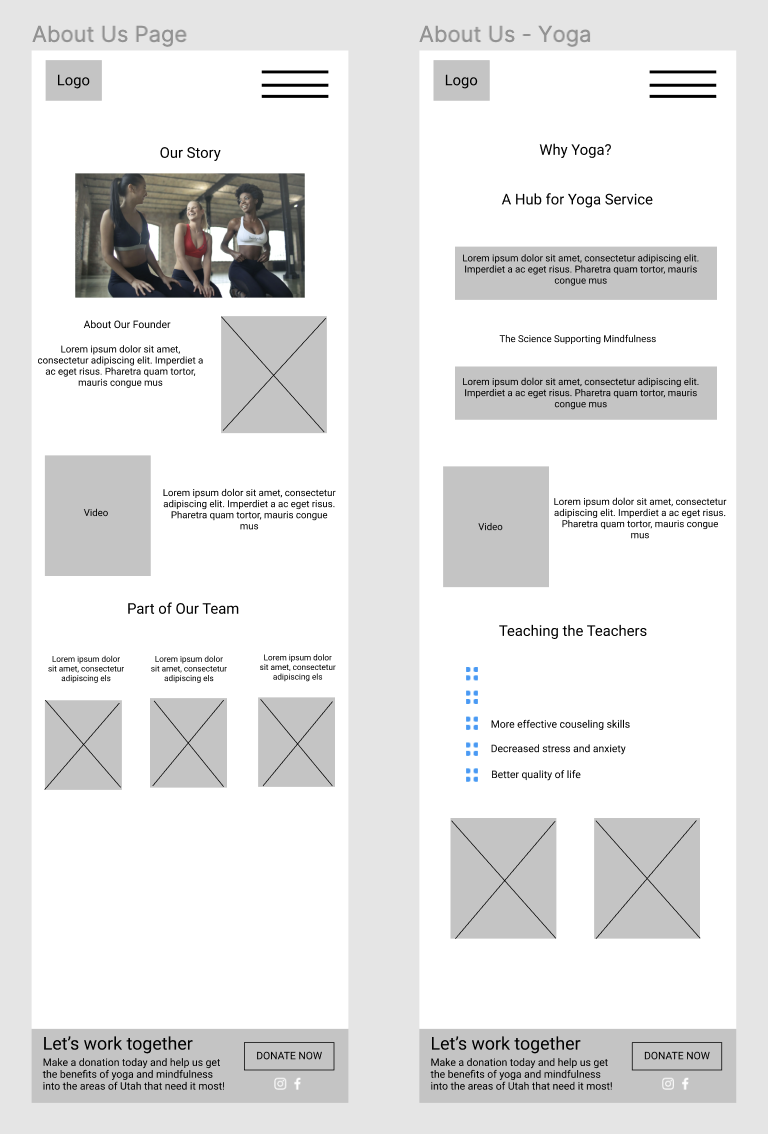 About Us Page
Logo
Our Story
About Our Founder
Lorem ipsum dolor sit amet,
consectetur adipiscing elit. Imperdiet a
ac eget risus. Pharetra quam tortor,
mauris congue mus
Video
Lorem ipsum dolor sit amet, consectetur
adipiscing elit. Imperdiet a ac eget risus.
Pharetra quam tortor, mauris congue
mus
Part of Our Team
Lorem ipsum dolor
sit amet, consectetur
adipiscing els
Lorem ipsum dolor
sit amet, consectetur
adipiscing els
Lorem ipsum dolor
sit amet, consectetur
adipiscing els
Let's work together
Make a donation today and help us get
the benefits of yoga and mindfulness
into the areas of Utah that need it most!
DONATE NOW
About Us - Yoga
Logo
Why Yoga?
A Hub for Yoga Service
Lorem ipsum dolor sit amet, consectetur adipiscing elit.
Imperdiet a ac eget risus. Pharetra quam tortor, mauris
congue mus
The Science Supporting Mindfulness
Lorem ipsum dolor sit amet, consectetur adipiscing elit.
Imperdiet a ac eget risus. Pharetra quam tortor, mauris
congue mus
Video
Lorem ipsum dolor sit amet, consectetur
adipiscing elit. Imperdiet a ac eget risus.
Pharetra quam tortor, mauris congue
mus
Teaching the Teachers
More effective couseling skills
Decreased stress and anxiety
Better quality of life
Let's work together
Make a donation today and help us get
the benefits of yoga and mindfulness
into the areas of Utah that need it most!
DONATE NOW